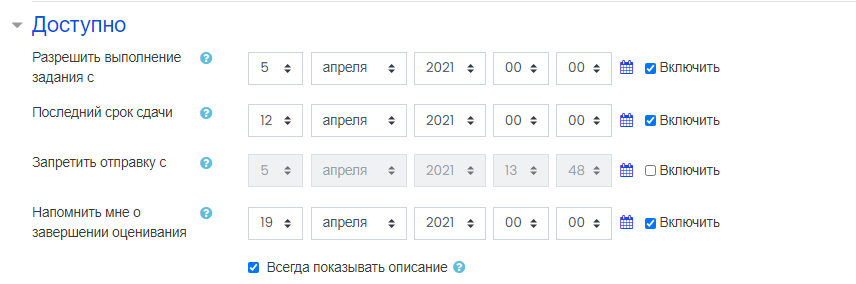 Доступно
Разрешить выполнение задания с 5 апреля 2021 00 00 Включить
Последний срок сдачи 12 апреля 2021 00 00 Включить
Запретить отправку с 5 апреля 2021 13 48 Включить
Напомнить мне о завершении оценивания 19 апреля 2021 00 00 Включить
Всегда показывать описание